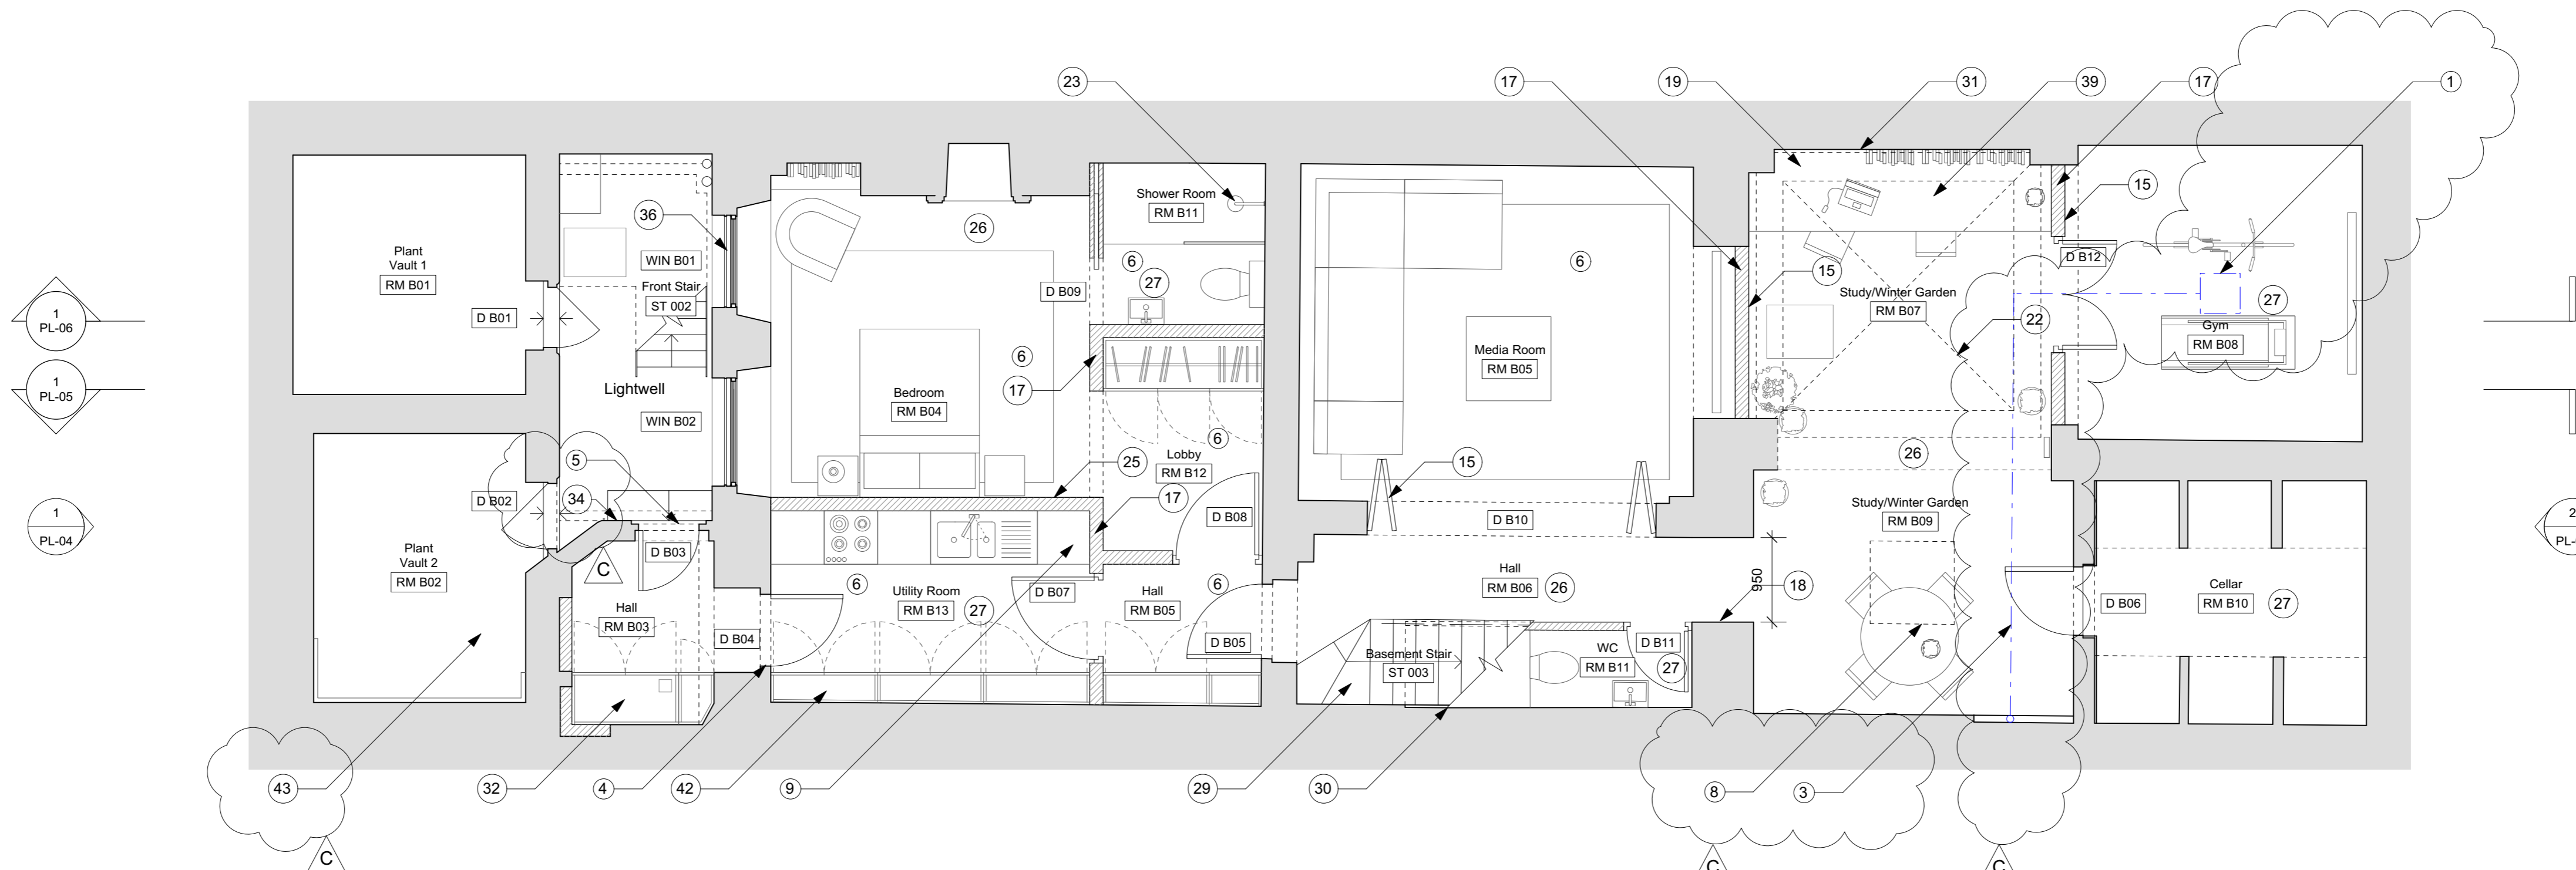 23
17
19
31
39
17
1
15
36
26
Shower Room
RM B11
6
27
6
Plant
Vault 1
RM B01
WIN B01
Front Stair
ST 002
D B01
D B09
15
Study/Winter Garden
RM B07
D B12
27
22
Gym
RM B08
1
PL-06
1
PL-05
1
PL-04
6
17
Media Room
RM B05
Lightwell
Bedroom
RM B04
WIN B02
6
Lobby
RM B12
25
17
15
26
5
34
D B02
D B03
C
Plant
Vault 2
RM B02
D B08
D B10
Study/Winter Garden
RM B09
2
950
18
6
Utility Room
RM B13
27
D B07
Hall
RM B05
6
Hall
RM B06
26
Hall
RM B03
D B04
D B05
D B06
Cellar
RM B10
27
Basement Stair
ST 003
WC
RM B11
D B11
27
43
32
4
42
9
29
30
8
3
C
C
C